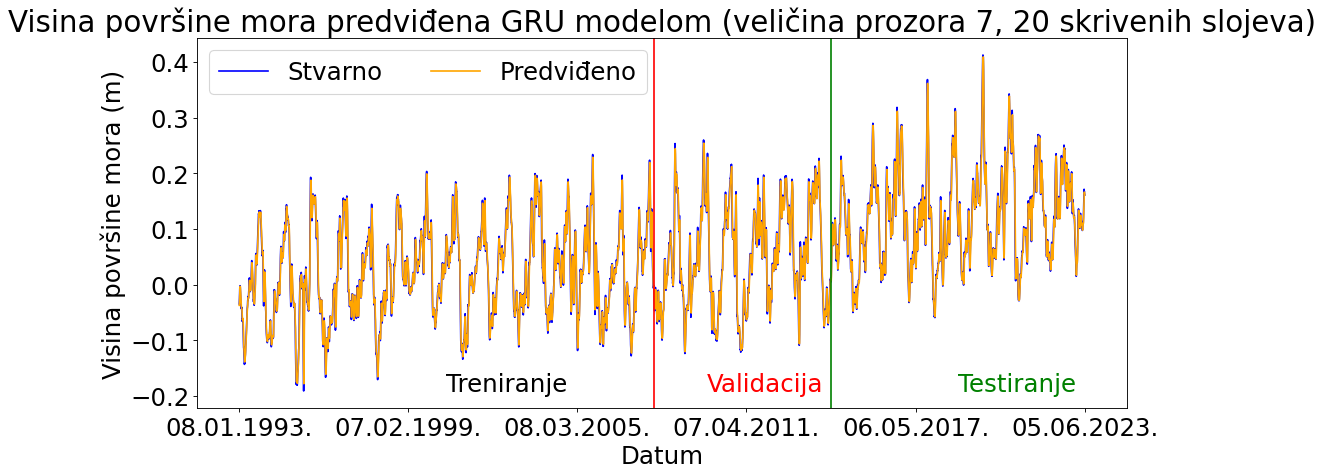 Visina površine mora predviđena GRU modelom (veličina prozora 7, 20 skrivenih slojeva)
Stvarno Predviđeno
Visina površine mora (m)
0.4
0.3
0.2
0.1
0.0
−0.1
−0.2
Treniranje Validacija Testiranje
08.01.1993. 07.02.1999. 08.03.2005. 07.04.2011. 06.05.2017. 05.06.2023.
Datum